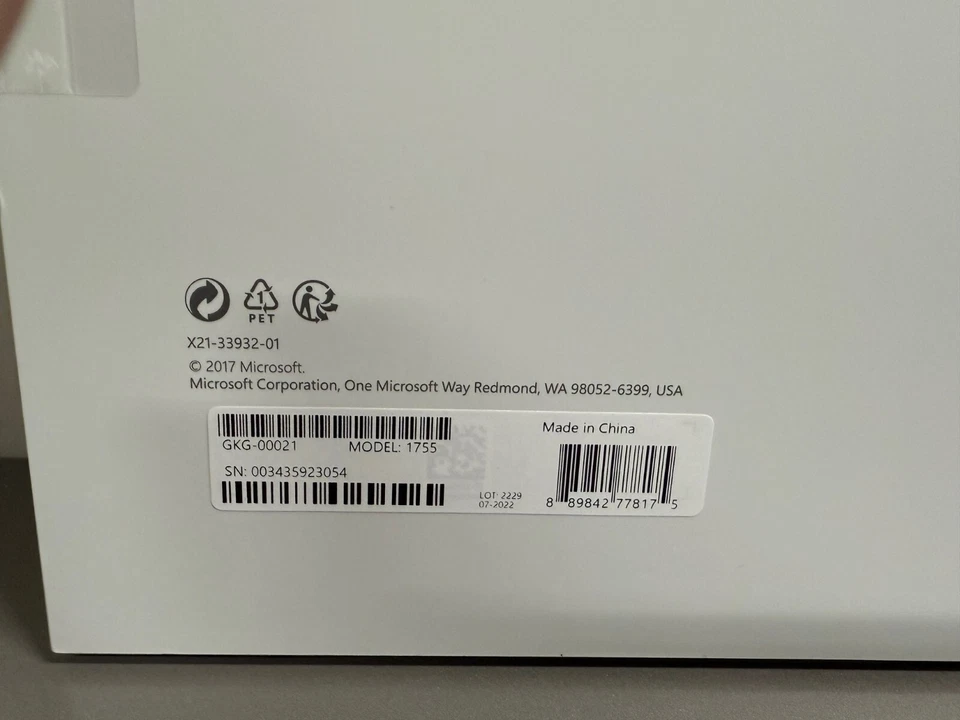 1
PET
X21-33932-01
© 2017 Microsoft.
Microsoft Corporation, One Microsoft Way Redmond, WA 98052-6399, USA
GKG-00021 MODEL: 1755
Made in China
SN: 003435923054
LOT: 2229
07-2022
8 89842 77817 5